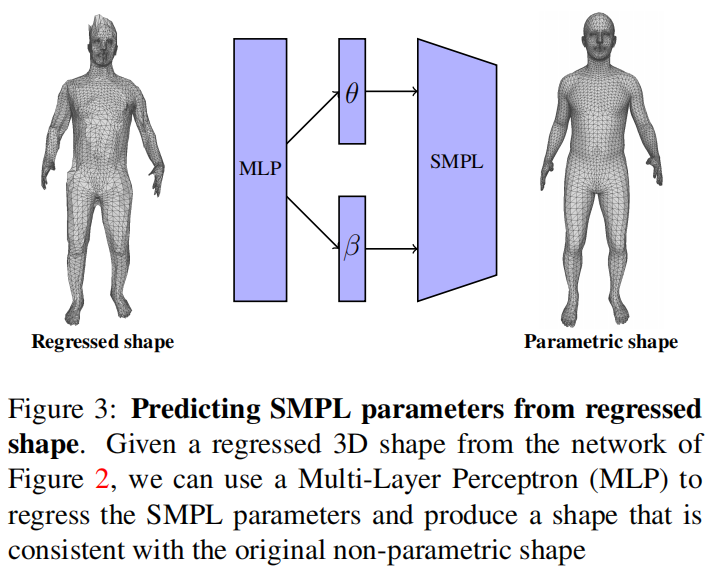 θ
MLP
SMPL
β
Regressed shape
Parametric shape
Figure 3: Predicting SMPL parameters from regressed
shape. Given a regressed 3D shape from the network of
Figure 2, we can use a Multi-Layer Perceptron (MLP) to
regress the SMPL parameters and produce a shape that is
consistent with the original non-parametric shape